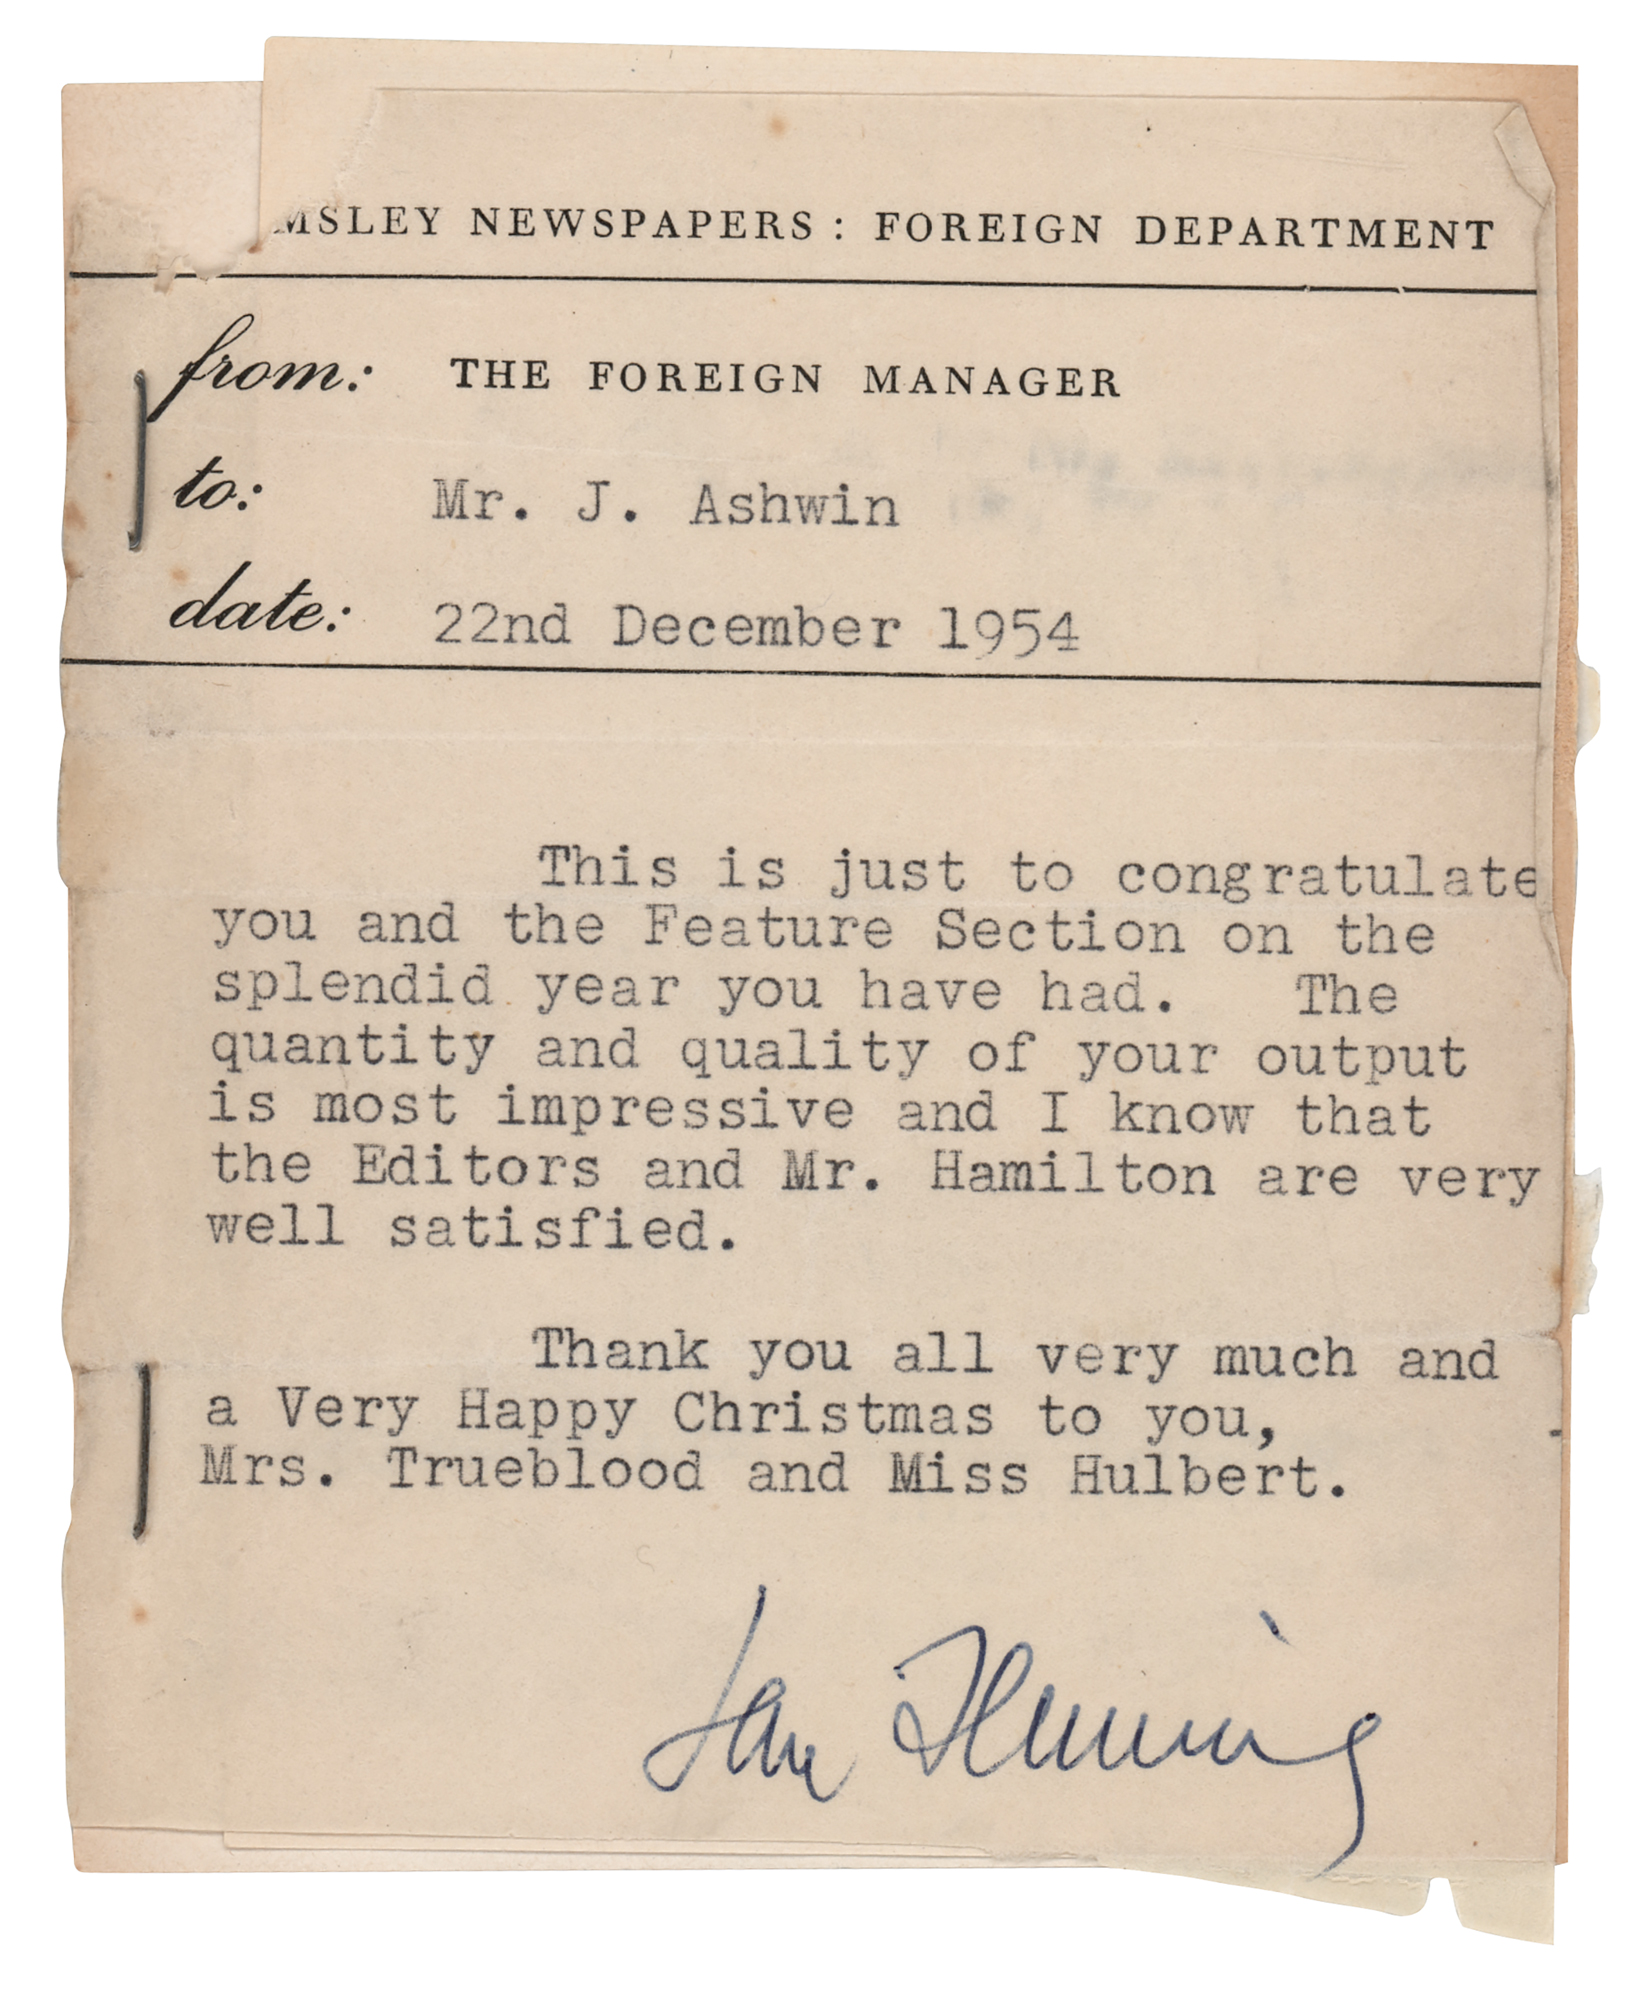 MSLEY NEWSPAPERS : FOREIGN DEPARTMENT
from: THE FOREIGN MANAGER
to: Mr. J. Ashwin
date: 22nd December 1954
This is just to congratulate
you and the Feature Section on the
splendid year you have had. The
quantity and quality of your output
is most impressive and I know that
the Editors and Mr. Hamilton are very
well satisfied.
Thank you all very much and
a Very Happy Christmas to you,
Mrs. Trueblood and Miss Hulbert.
Ian Fleming